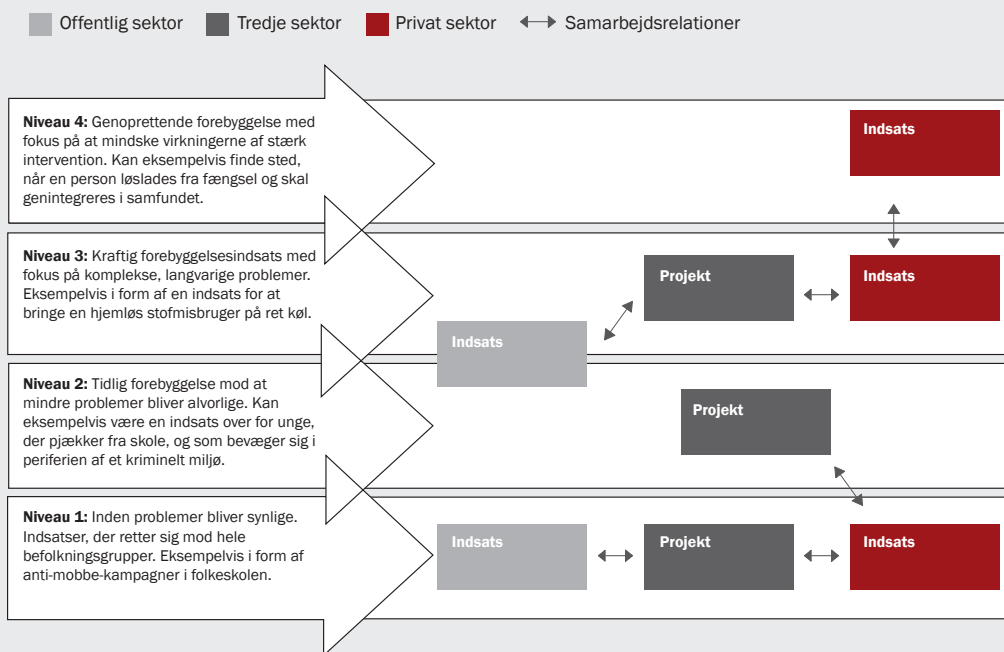 Offentlig sektor Tredje sektor Privat sektor Samarbejdsrelationer
Niveau 4: Genoprettende forebyggelse med
fokus på at mindske virkningerne af stærk
intervention. Kan eksempelvis finde sted,
når en person løslades fra fængsel og skal
genintegreres i samfundet.
Indsats
Niveau 3: Kraftig forebyggelsesindsats med
fokus på komplekse, langvarige problemer.
Eksempelvis i form af en indsats for at
bringe en hjemløs stofmisbruger på ret køl.
Projekt
Indsats
Indsats
Niveau 2: Tidlig forebyggelse mod at
mindre problemer bliver alvorlige. Kan
eksempelvis være en indsats over for unge,
der pjækker fra skole, og som bevæger sig i
periferien af et kriminelt miljø.
Projekt
Niveau 1: Inden problemer bliver synlige.
Indsatser, der retter sig mod hele
befolkningsgrupper. Eksempelvis i form af
anti-mobbe-kampagner i folkeskolen.
Indsats
Projekt
Indsats